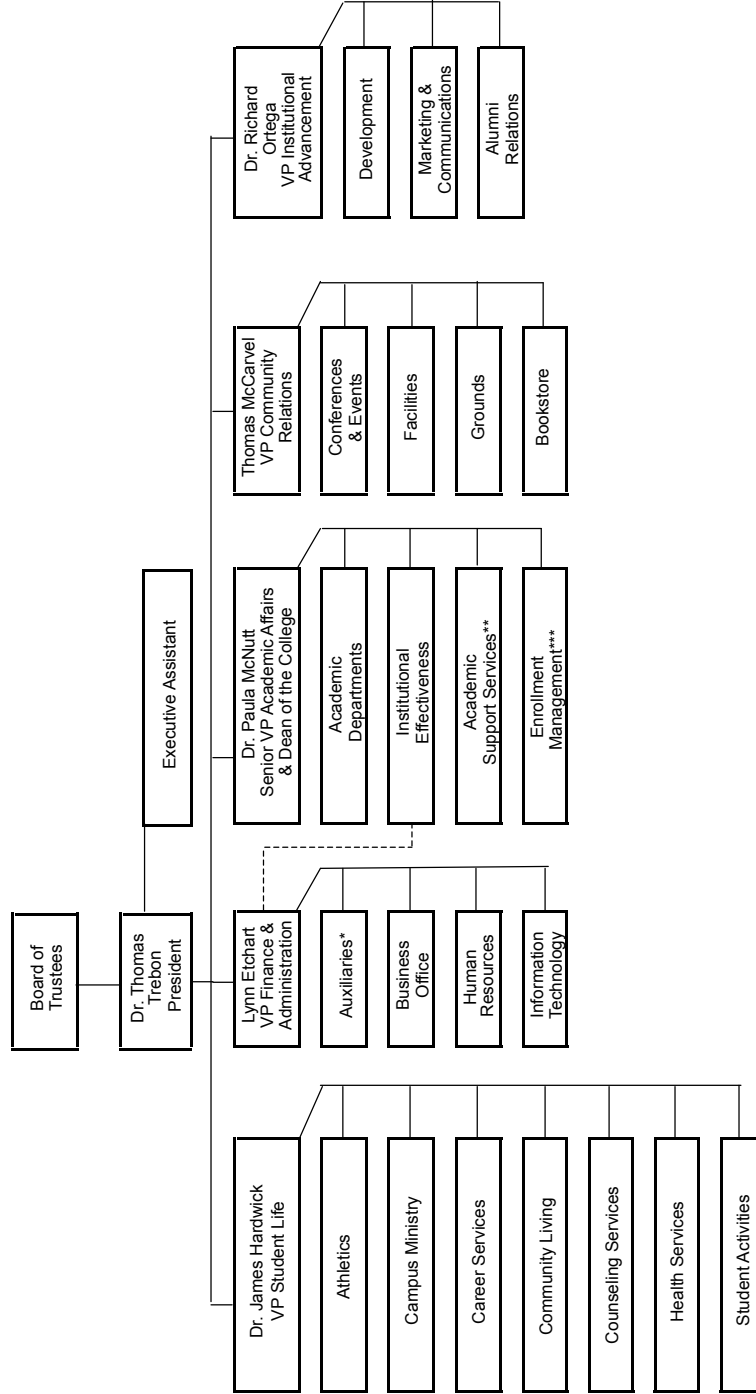 Board of
Trustees
Dr. Thomas
Trebon
President
Executive Assistant
Dr. James Hardwick
VP Student Life
Athletics
Campus Ministry
Career Services
Community Living
Counseling Services
Health Services
Student Activities
Lynn Etchart
VP Finance &
Administration
Auxiliaries*
Business
Office
Human
Resources
Information
Technology
Dr. Paula McNutt
Senior VP Academic Affairs
& Dean of the College
Academic
Departments
Institutional
Effectiveness
Academic
Support Services**
Enrollment
Management***
Thomas McCarvel
VP Community
Relations
Conferences
& Events
Facilities
Grounds
Bookstore
Dr. Richard
Ortega
VP Institutional
Advancement
Development
Marketing &
Communications
Alumni
Relations